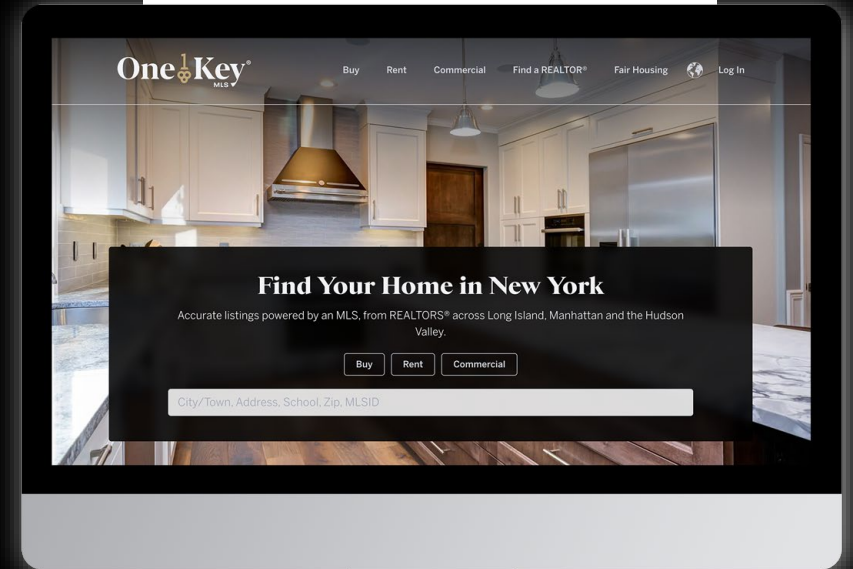 One Key®
MLS
Buy
Rent
Commercial
Find a REALTOR®
Fair Housing
Log In
Find Your Home in New York
Accurate listings powered by an MLS, from REALTORS® across Long Island, Manhattan and the Hudson
Valley.
Buy
Rent
Commercial
City/Town, Address, School, Zip, MLSID